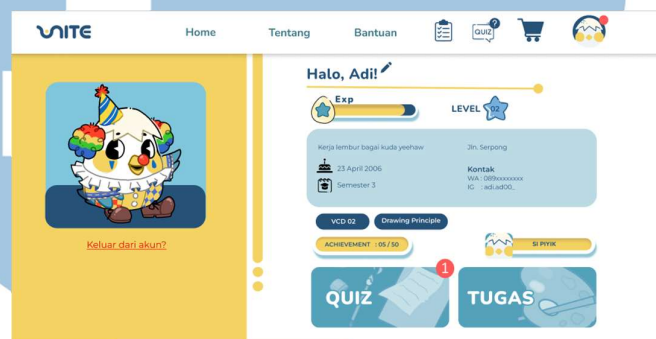 UNITE
Home
Tentang
Bantuan
QUIZ
?
Halo, Adi!
Exp
LEVEL
02
Kerja lembur bagai kuda yeehaw
Jln. Serpong
23 April 2006
Semester 3
Kontak
WA : 089xxxxxxxx
IG : adi.ad00_
VCD 02
Drawing Principle
ACHIEVEMENT : 05 / 50
SI PIYIK
Keluar dari akun?
QUIZ
1
TUGAS